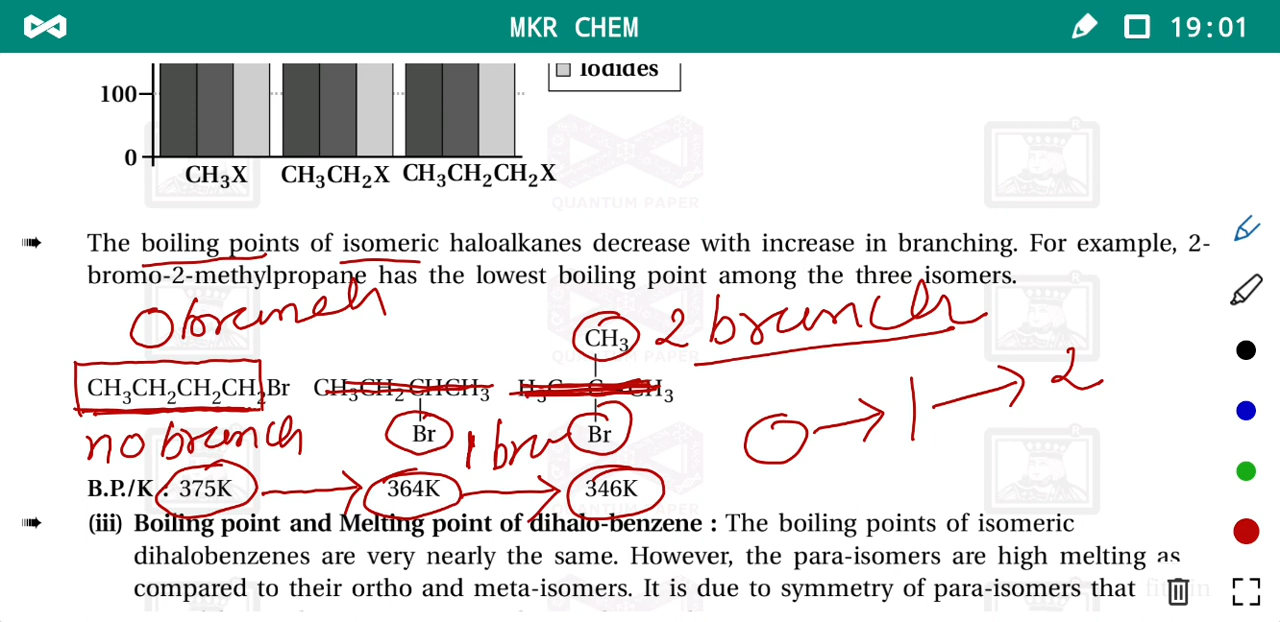 MKR CHEM 19:01
Iodides
100
0
CH₃X CH₃CH₂X CH₃CH₂CH₂X
QUANTUM PAPER
The boiling points of isomeric haloalkanes decrease with increase in branching. For example, 2-
bromo-2-methylpropane has the lowest boiling point among the three isomers.
0 branch
CH₃ 2 branch
CH₃CH₂CH₂CH₂Br CH₃CH₂CHCH₃ H₃C C CH₃
0 → 1 → 2
no branch Br 1 bra Br
B.P./K : 375K 364K 346K
(iii) Boiling point and Melting point of dihalo-benzene : The boiling points of isomeric
dihalobenzenes are very nearly the same. However, the para-isomers are high melting as
compared to their ortho and meta-isomers. It is due to symmetry of para-isomers that fits in